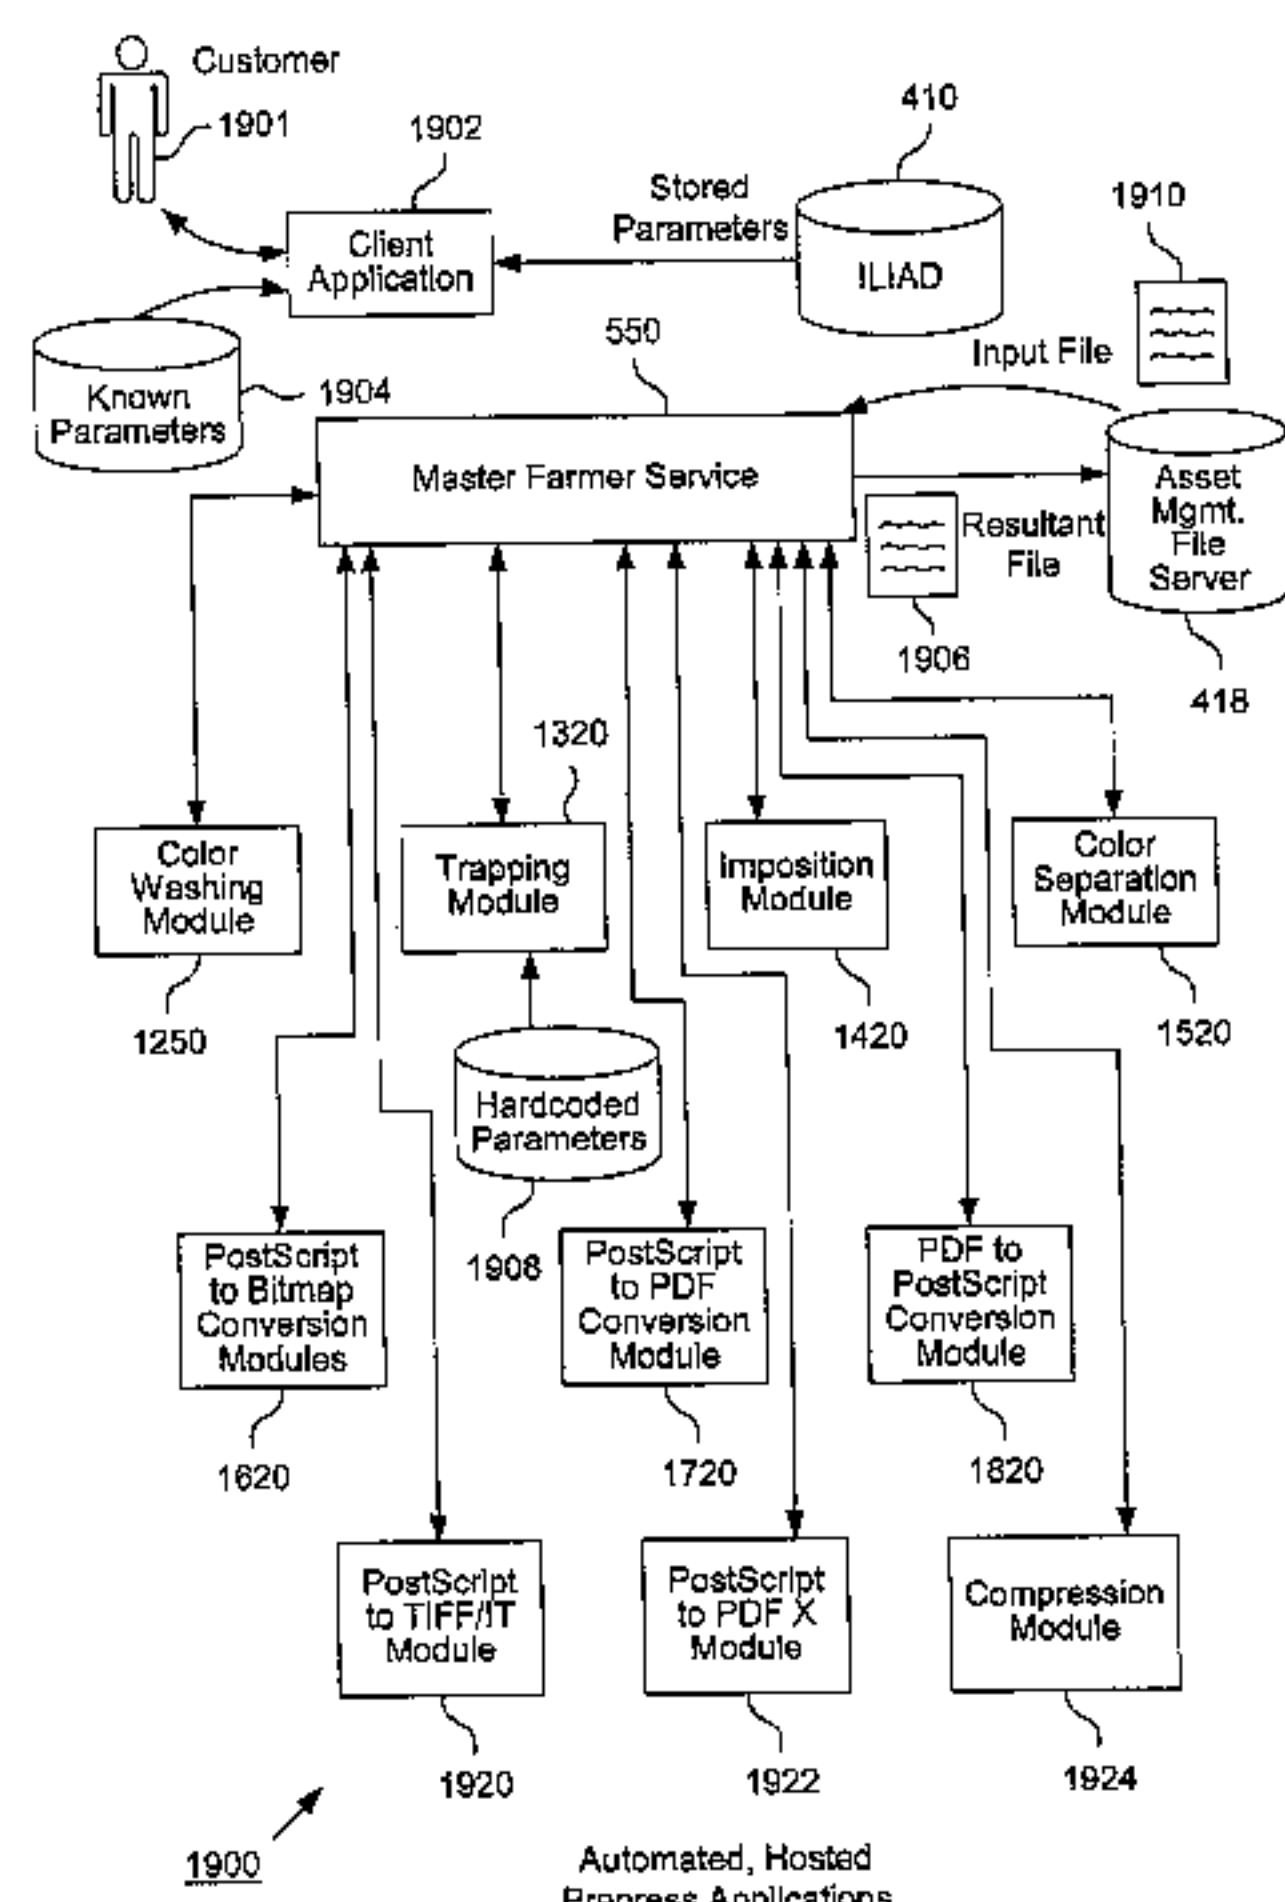 Customer
1901
1902
410
Stored
Parameters
1910
Client
Application
ILIAD
550
Input File
Known
Parameters
1904
Master Farmer Service
Asset
Mgmt.
File
Server
Resultant
File
1906
418
1320
Color
Washing
Module
Trapping
Module
Imposition
Module
Color
Separation
Module
1250
1420
1520
Hardcoded
Parameters
1908
PostScript
to Bitmap
Conversion
Modules
PostScript
to PDF
Conversion
Module
PDF to
PostScript
Conversion
Module
1620
1720
1820
PostScript
to TIFF/IT
Module
PostScript
to PDF X
Module
Compression
Module
1920
1922
1924
1900
Automated, Hosted
Prepress Applications